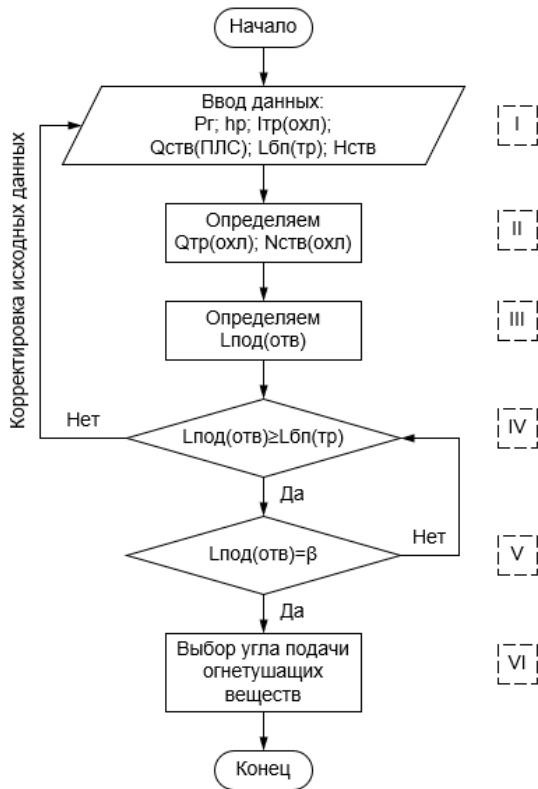 Начало
Ввод данных:
Рг; hр; Iтр(охл);
Qств(ПЛС); Lбп(тр); Нств
I
Определяем
Qтр(охл); Nств(охл)
II
Определяем
Lпод(отв)
III
Корректировка исходных данных
Нет
Lпод(отв)≥Lбп(тр)
IV
Да
Lпод(отв)=β
Нет
V
Да
Выбор угла подачи
огнетушащих
веществ
VI
Конец